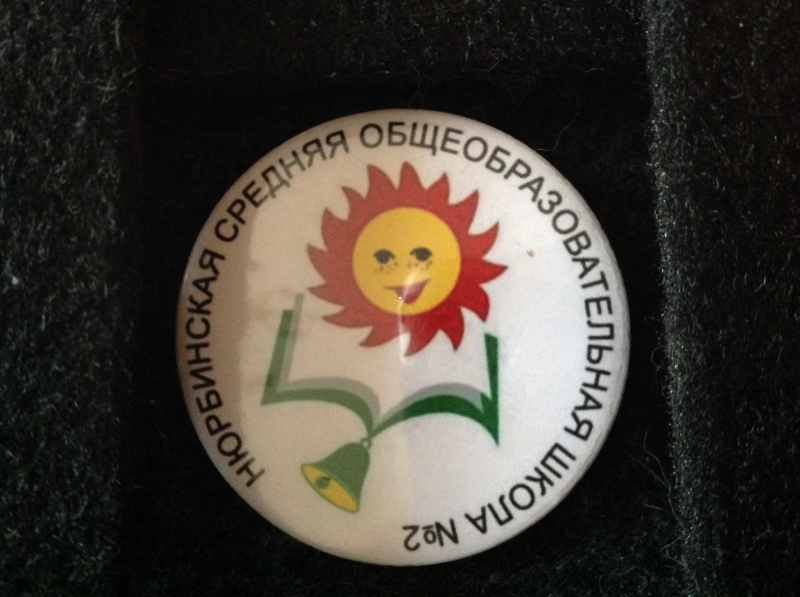 НЮРБИНСКАЯ СРЕДНЯЯ ОБЩЕОБРАЗОВАТЕЛЬНАЯ ШКОЛА №2